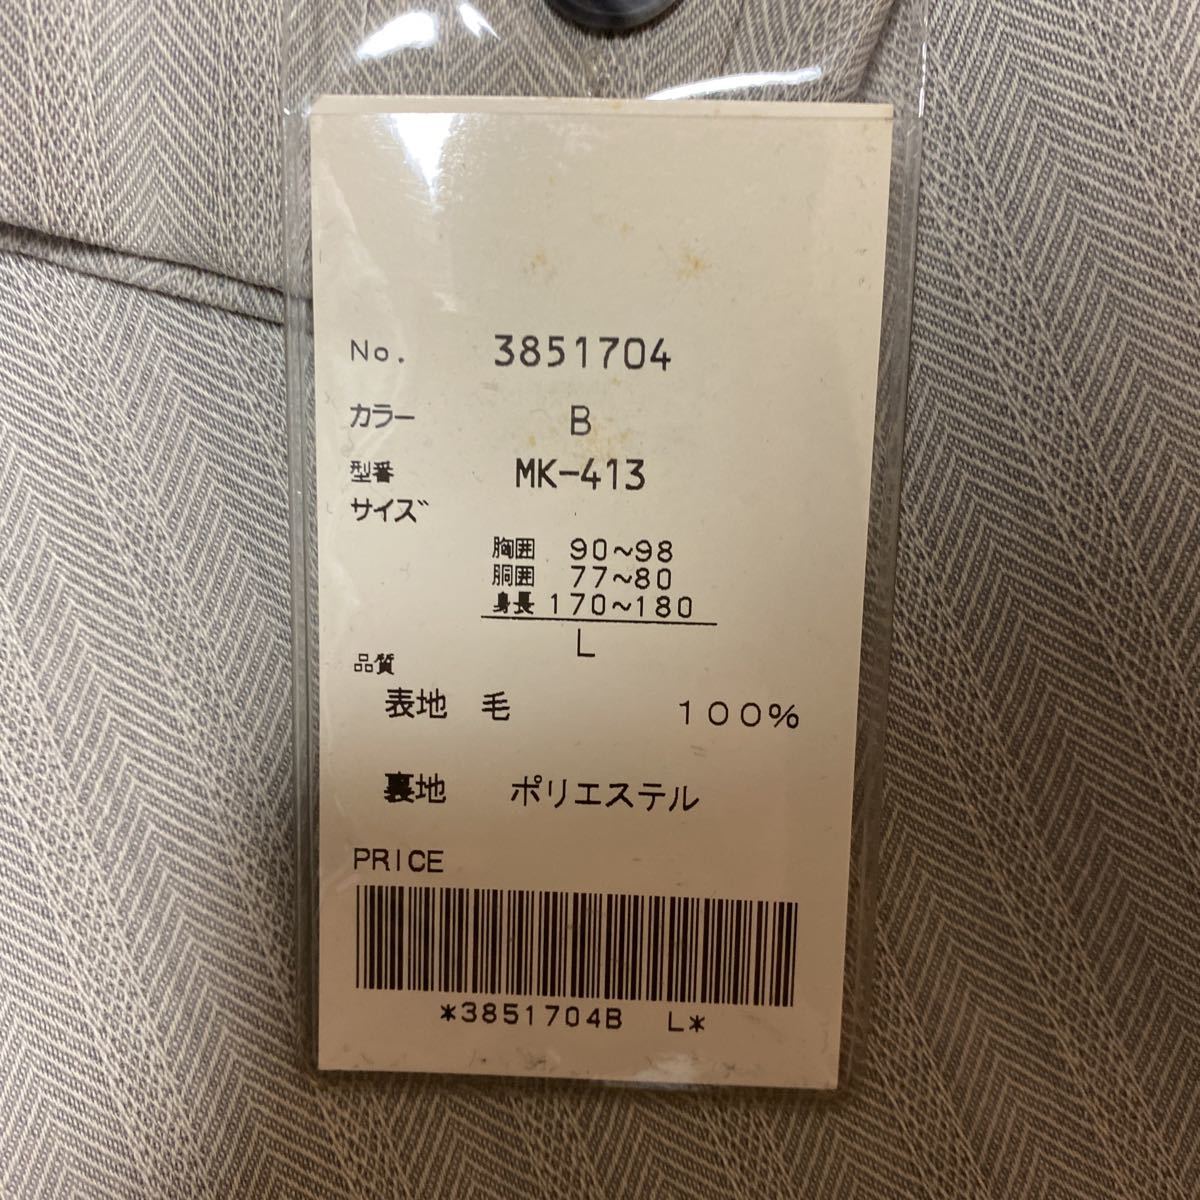 No. 3851704
カラー B
型番 MK-413
サイズ
胸囲 90~98
胴囲 77~80
身長 170~180
L
品質
表地 毛 100%
裏地 ポリエステル
PRICE
*3851704B L*